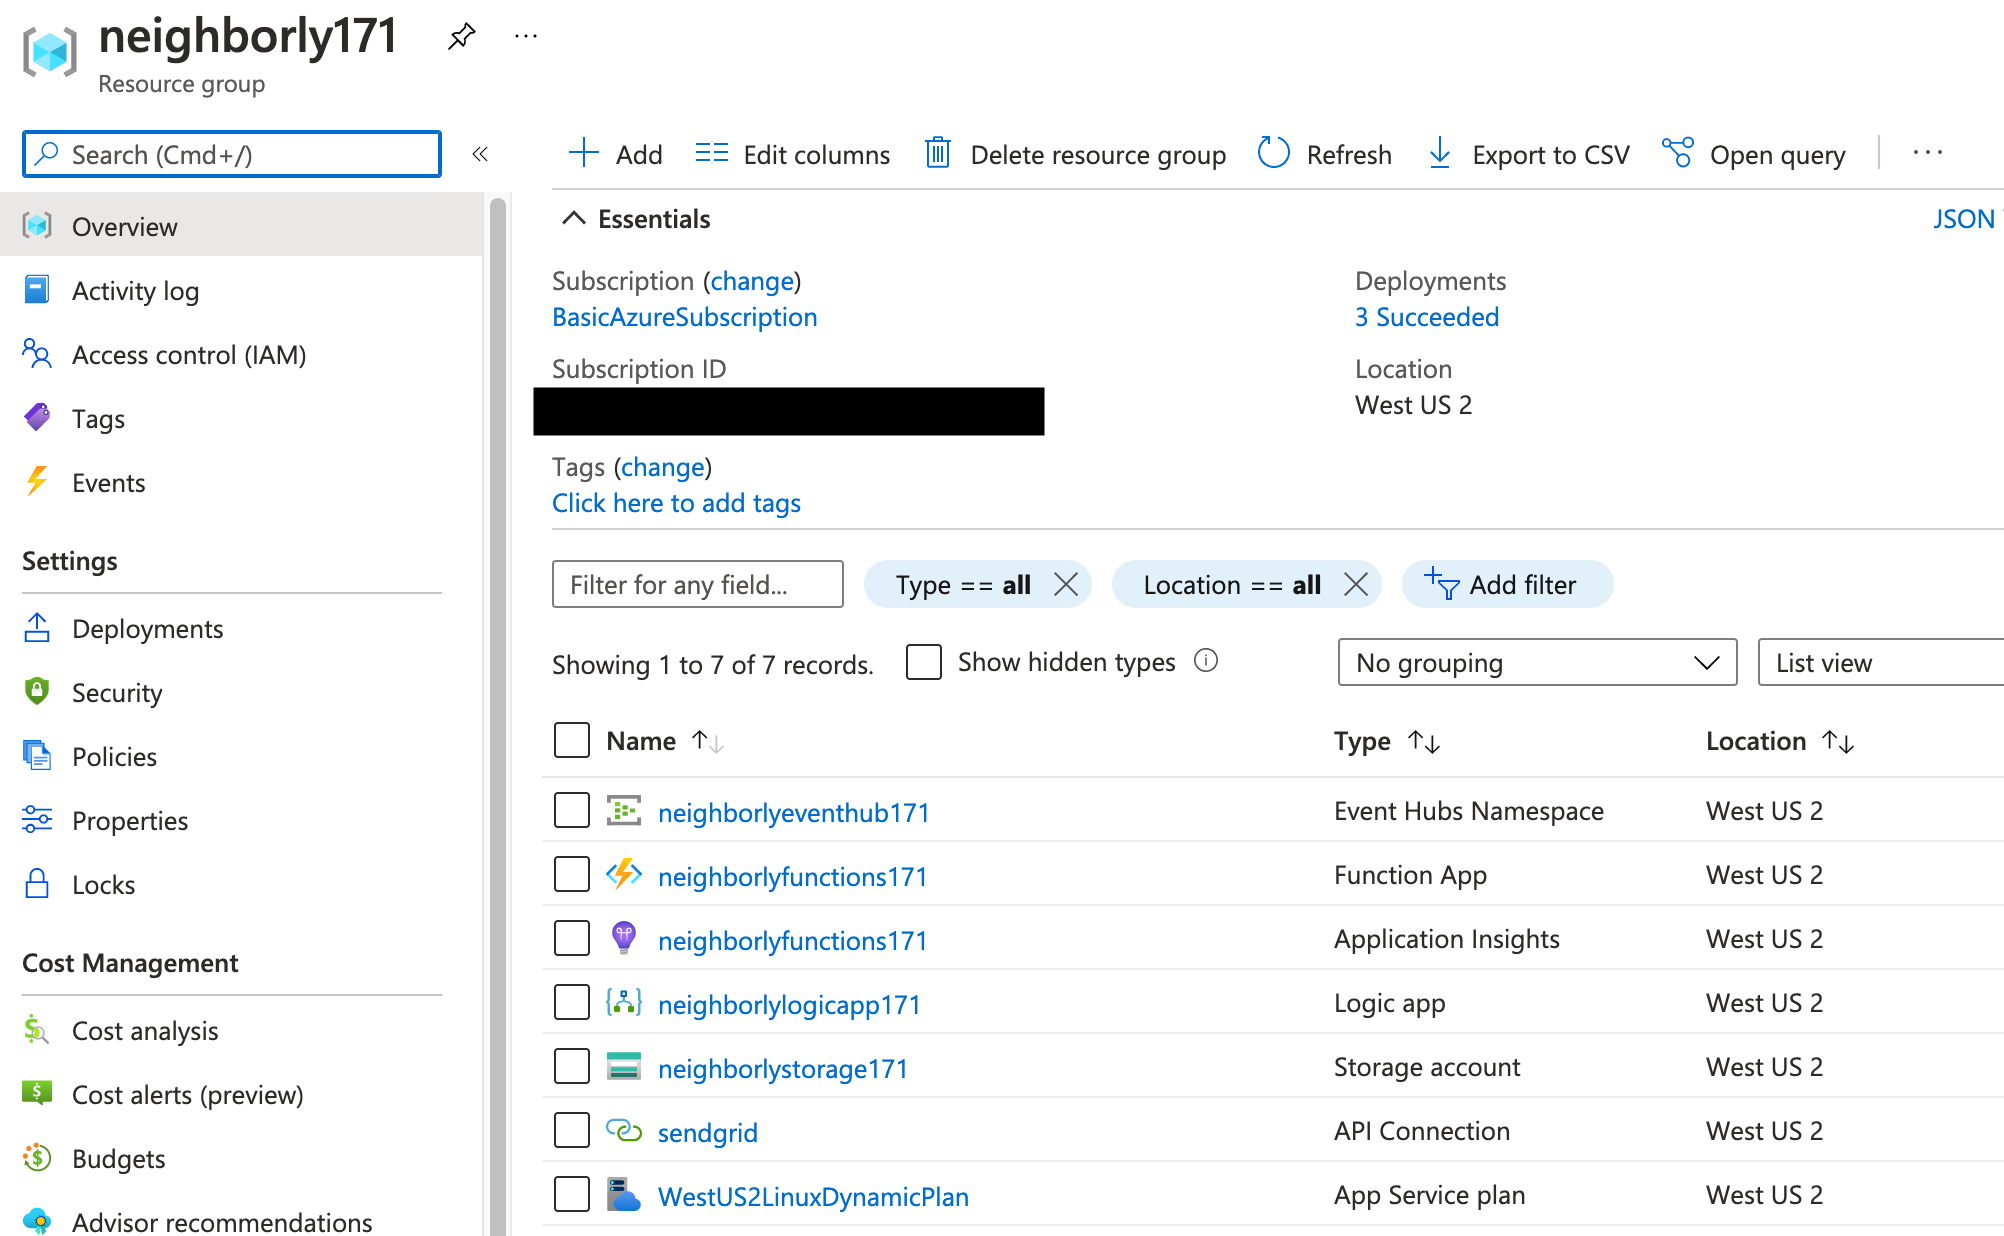 neighborly171
Resource group
Search (Cmd+/)
Overview
Activity log
Access control (IAM)
Tags
Events
Settings
Deployments
Security
Policies
Properties
Locks
Cost Management
Cost analysis
Cost alerts (preview)
Budgets
Advisor recommendations
Add Edit columns Delete resource group Refresh Export to CSV Open query
Essentials JSON
Subscription (change)
BasicAzureSubscription
Subscription ID
Deployments
3 Succeeded
Location
West US 2
Tags (change)
Click here to add tags
Filter for any field... Type == all Location == all Add filter
Showing 1 to 7 of 7 records. Show hidden types No grouping List view
Name Type Location
neighborlyeventhub171 Event Hubs Namespace West US 2
neighborlyfunctions171 Function App West US 2
neighborlyfunctions171 Application Insights West US 2
neighborlylogicapp171 Logic app West US 2
neighborlystorage171 Storage account West US 2
sendgrid API Connection West US 2
WestUS2LinuxDynamicPlan App Service plan West US 2